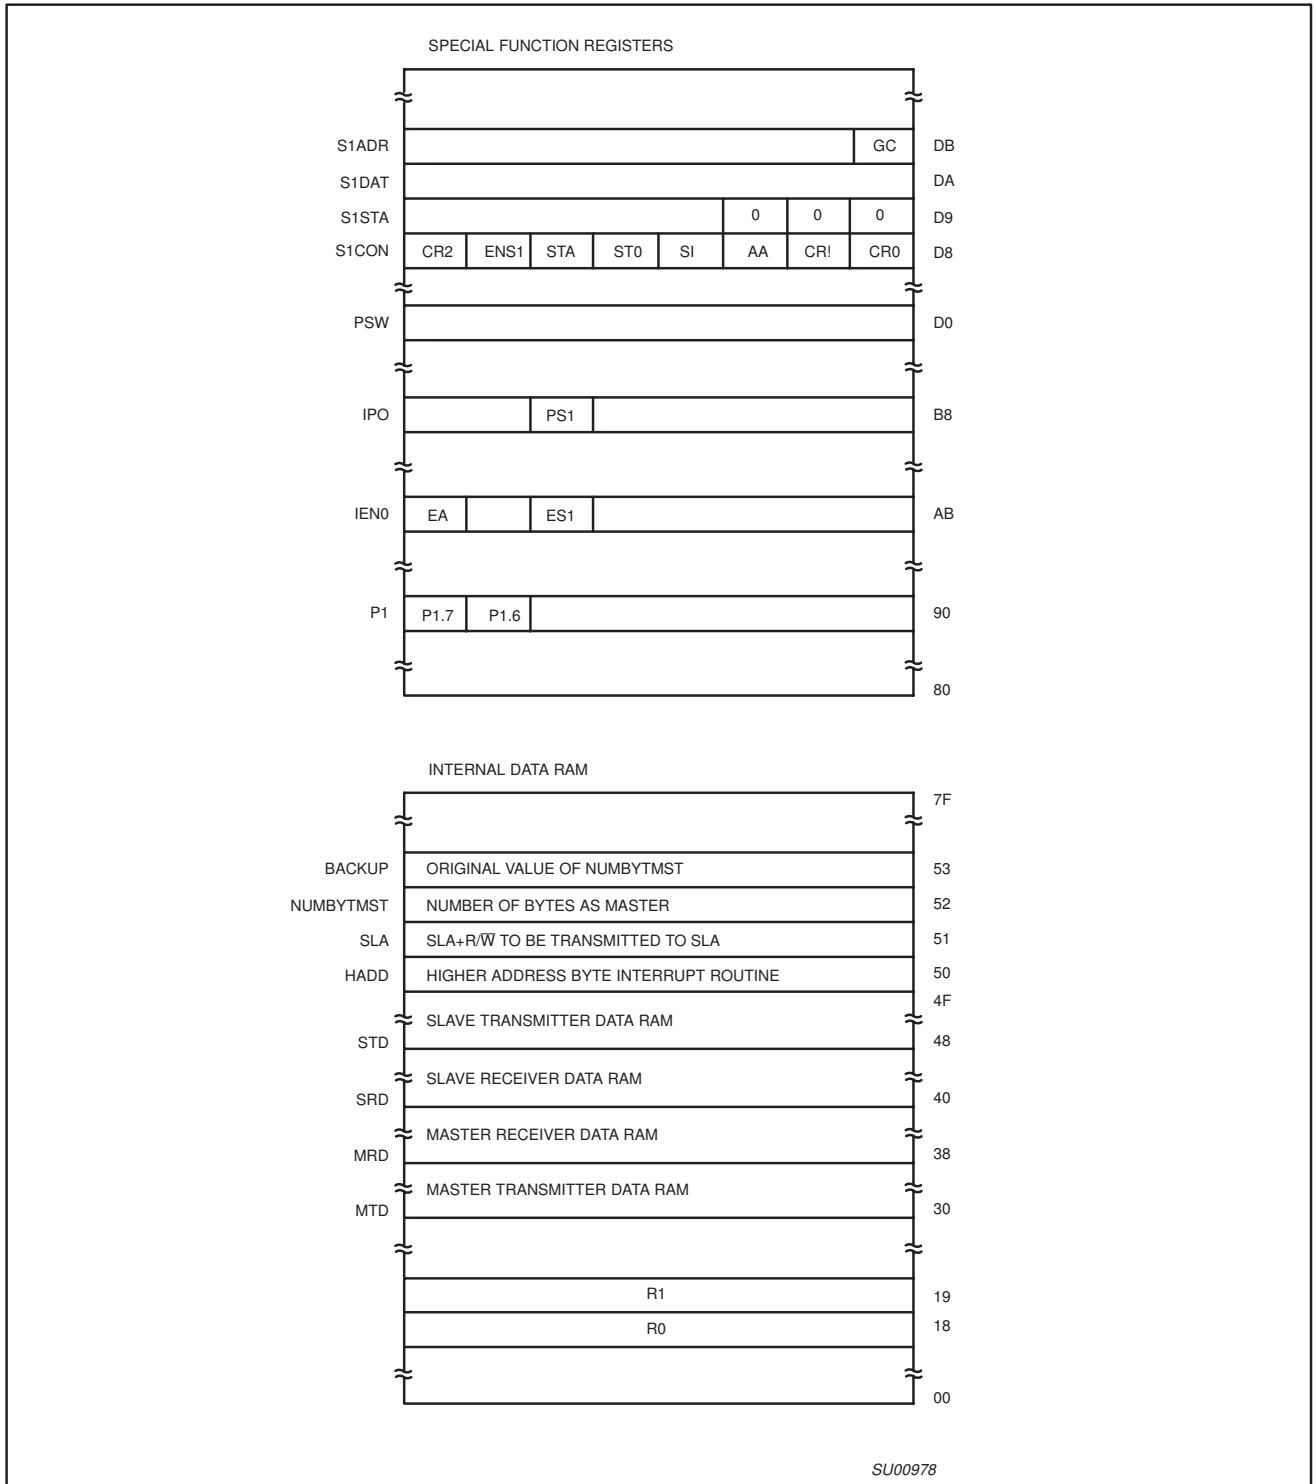 SPECIAL FUNCTION REGISTERS
S1ADR GC DB
S1DAT DA
S1STA 0 0 0 D9
S1CON CR2 ENS1 STA ST0 SI AA CR! CR0 D8
PSW D0
IPO PS1 B8
IEN0 EA ES1 AB
P1 P1.7 P1.6 90
80
INTERNAL DATA RAM
7F
BACKUP ORIGINAL VALUE OF NUMBYTMST 53
NUMBYTMST NUMBER OF BYTES AS MASTER 52
SLA SLA+R/W̅ TO BE TRANSMITTED TO SLA 51
HADD HIGHER ADDRESS BYTE INTERRUPT ROUTINE 50
4F
SLAVE TRANSMITTER DATA RAM
STD 48
SLAVE RECEIVER DATA RAM
SRD 40
MASTER RECEIVER DATA RAM
MRD 38
MASTER TRANSMITTER DATA RAM
MTD 30
R1 19
R0 18
00
SU00978